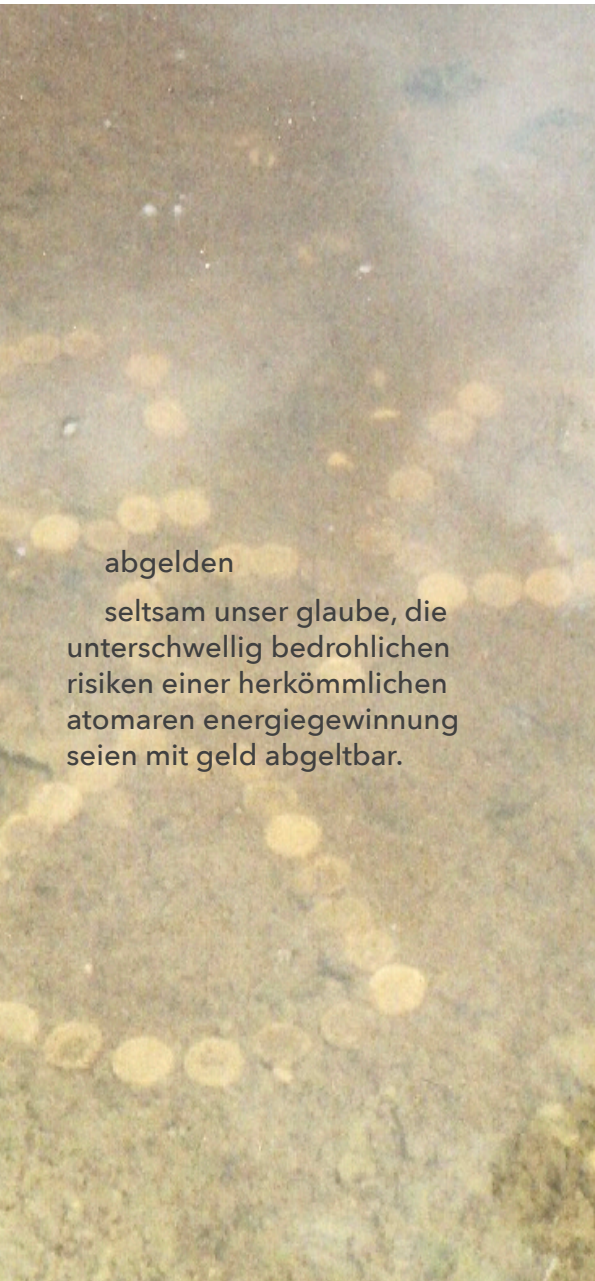 abgelden
seltsam unser glaube, die
unterschwellig bedrohlichen
risiken einer herkömmlichen
atomaren energiegewinnung
seien mit geld abgeltbar.